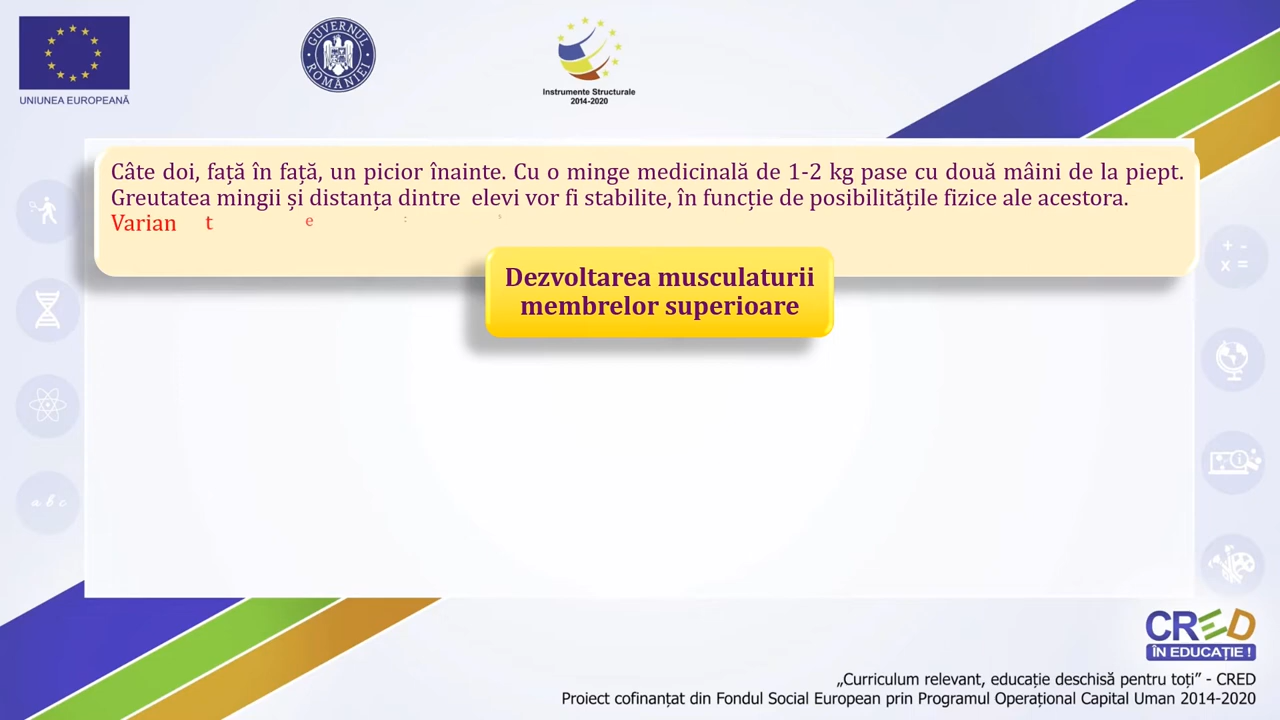 UNIUNEA EUROPEANĂ
GUVERNUL ROMÂNIEI
Instrumente Structurale
2014-2020
Câte doi, față în față, un picior înainte. Cu o minge medicinală de 1-2 kg pase cu două mâini de la piept.
Greutatea mingii și distanța dintre elevi vor fi stabilite, în funcție de posibilitățile fizice ale acestora.
Varian t e :
Dezvoltarea musculaturii
membrelor superioare
+ -
x =
a b c
CRED
ÎN EDUCAȚIE !
„Curriculum relevant, educație deschisă pentru toți” - CRED
Proiect cofinanțat din Fondul Social European prin Programul Operațional Capital Uman 2014-2020